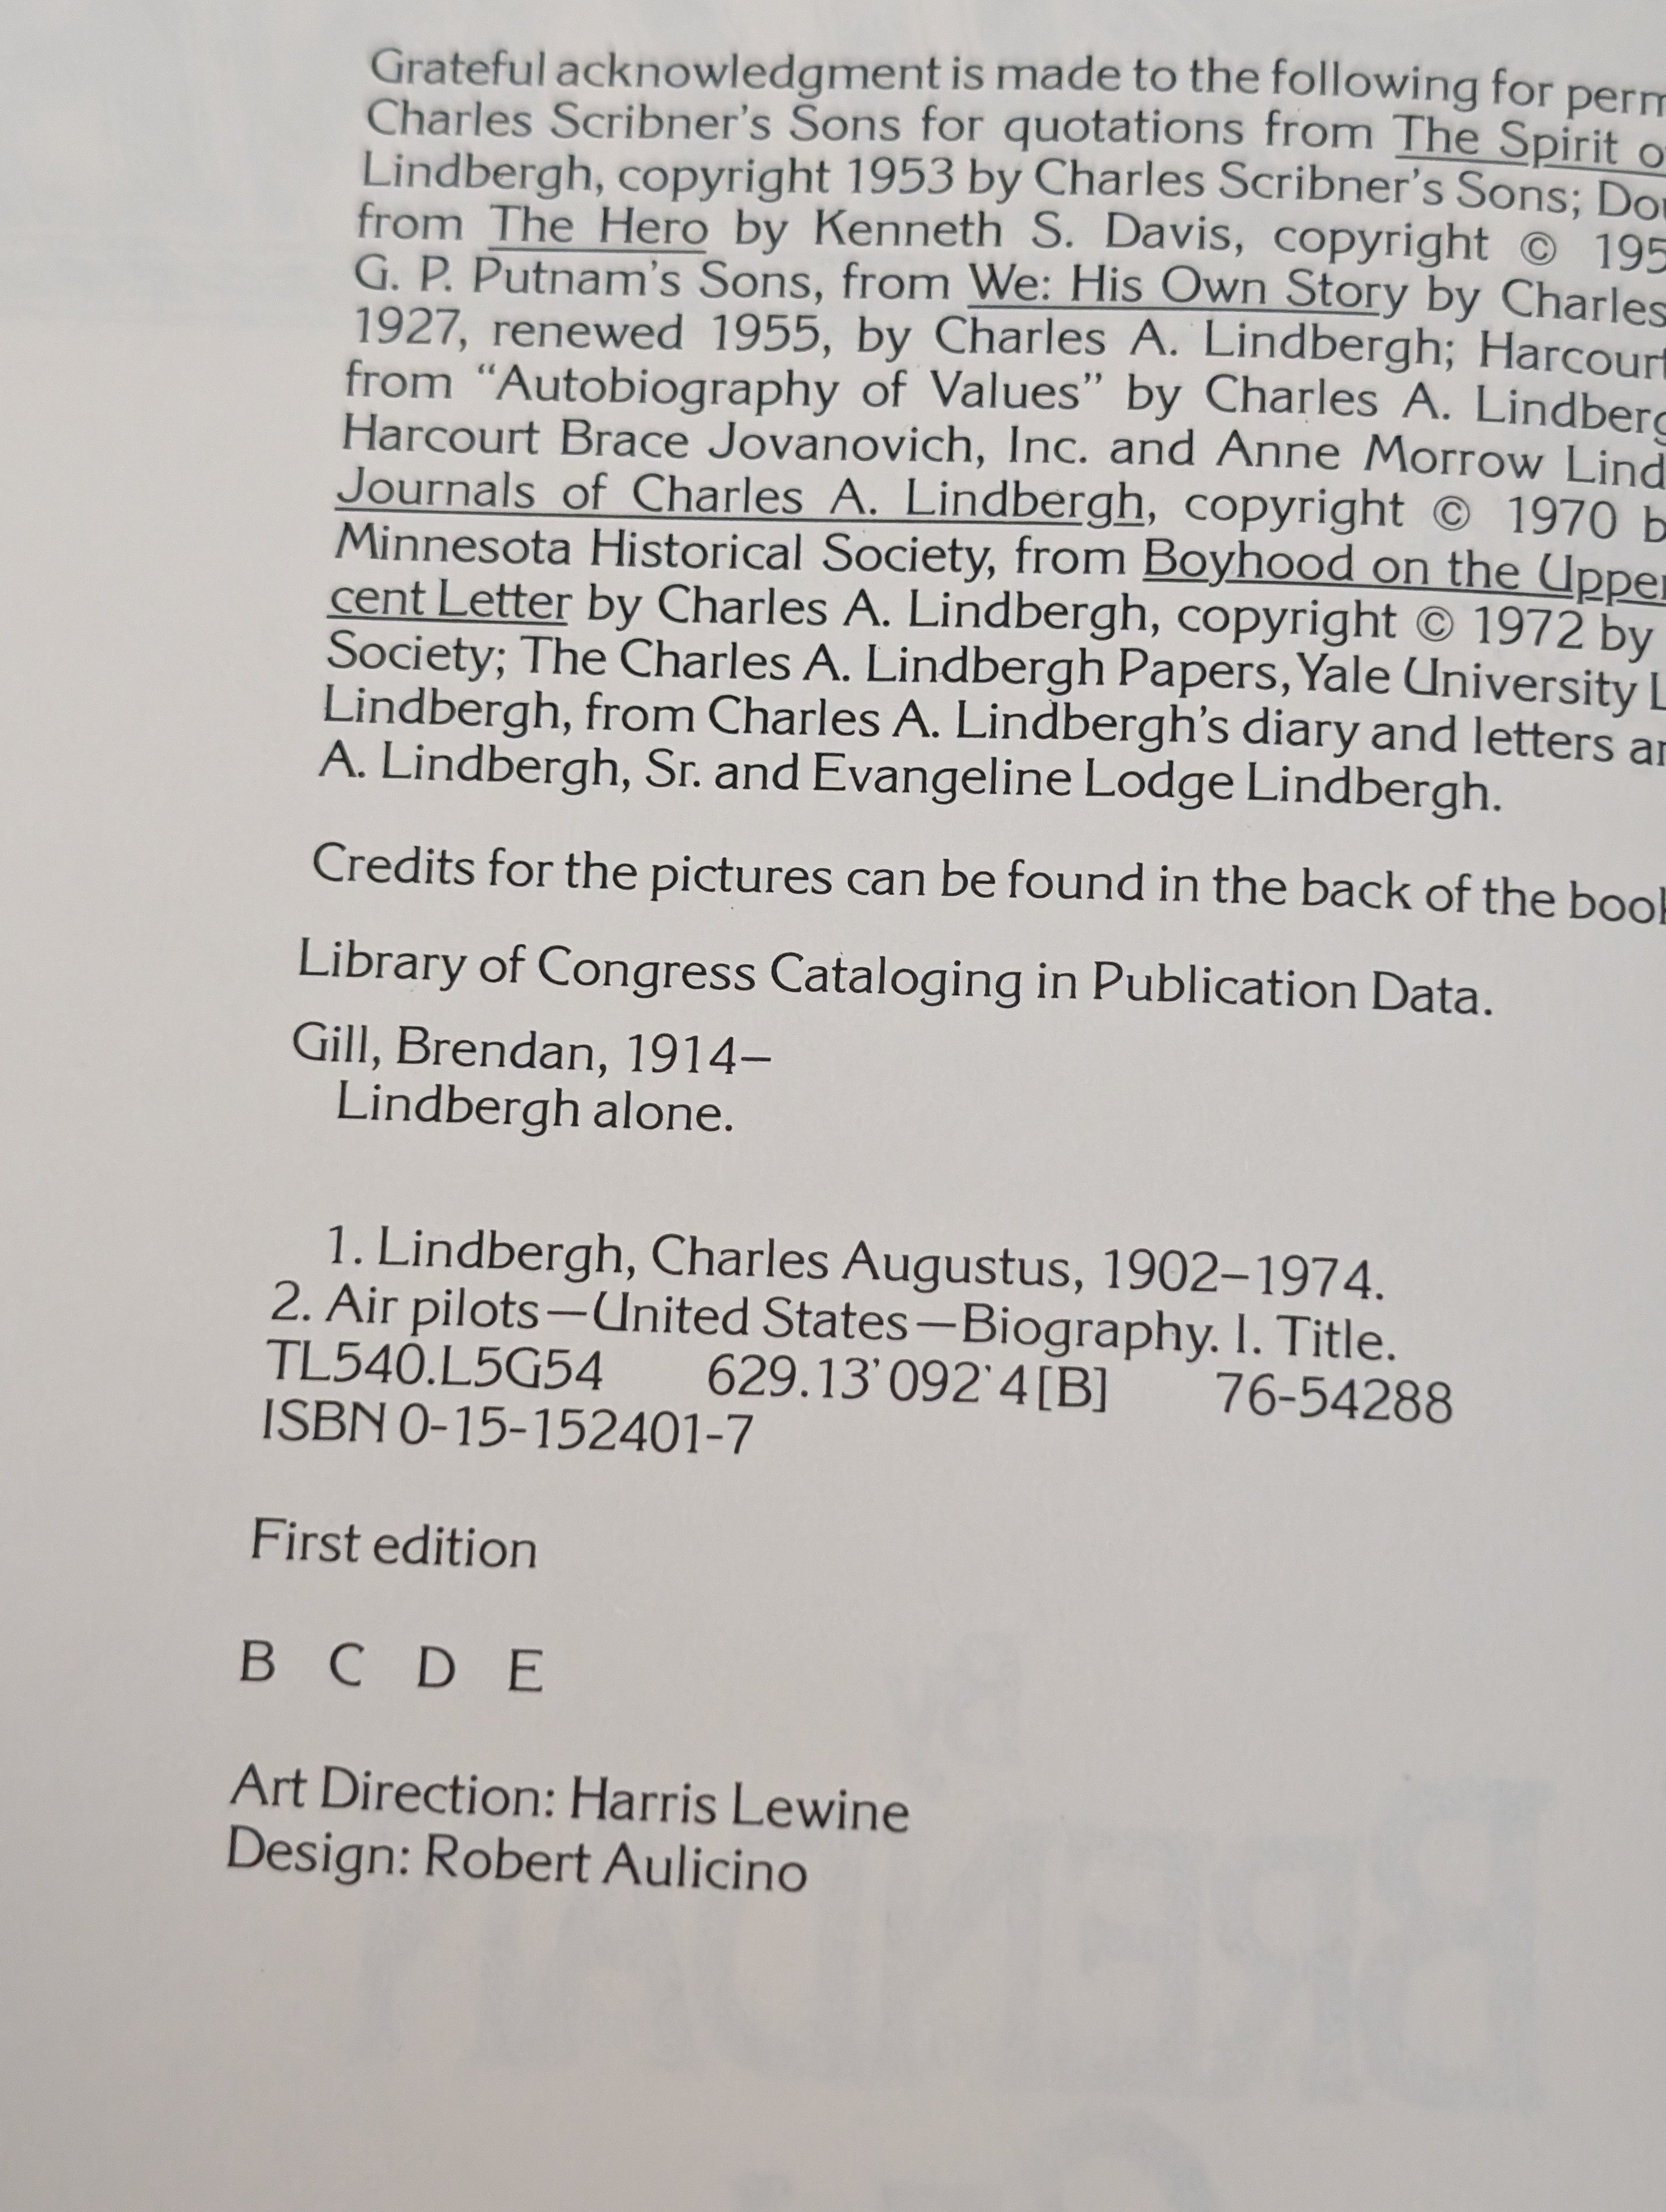 Grateful acknowledgment is made to the following for perm
Charles Scribner's Sons for quotations from The Spirit o
Lindbergh, copyright 1953 by Charles Scribner's Sons; Dou
from The Hero by Kenneth S. Davis, copyright © 195
G. P. Putnam's Sons, from We: His Own Story by Charles
1927, renewed 1955, by Charles A. Lindbergh; Harcourt
from “Autobiography of Values” by Charles A. Lindberg
Harcourt Brace Jovanovich, Inc. and Anne Morrow Lind
Journals of Charles A. Lindbergh, copyright © 1970 b
Minnesota Historical Society, from Boyhood on the Upper
cent Letter by Charles A. Lindbergh, copyright © 1972 by
Society; The Charles A. Lindbergh Papers, Yale University L
Lindbergh, from Charles A. Lindbergh's diary and letters an
A. Lindbergh, Sr. and Evangeline Lodge Lindbergh.
Credits for the pictures can be found in the back of the book
Library of Congress Cataloging in Publication Data.
Gill, Brendan, 1914–
Lindbergh alone.
1. Lindbergh, Charles Augustus, 1902–1974.
2. Air pilots—United States—Biography. I. Title.
TL540.L5G54 629.13'092'4[B] 76-54288
ISBN 0-15-152401-7
First edition
B C D E
Art Direction: Harris Lewine
Design: Robert Aulicino